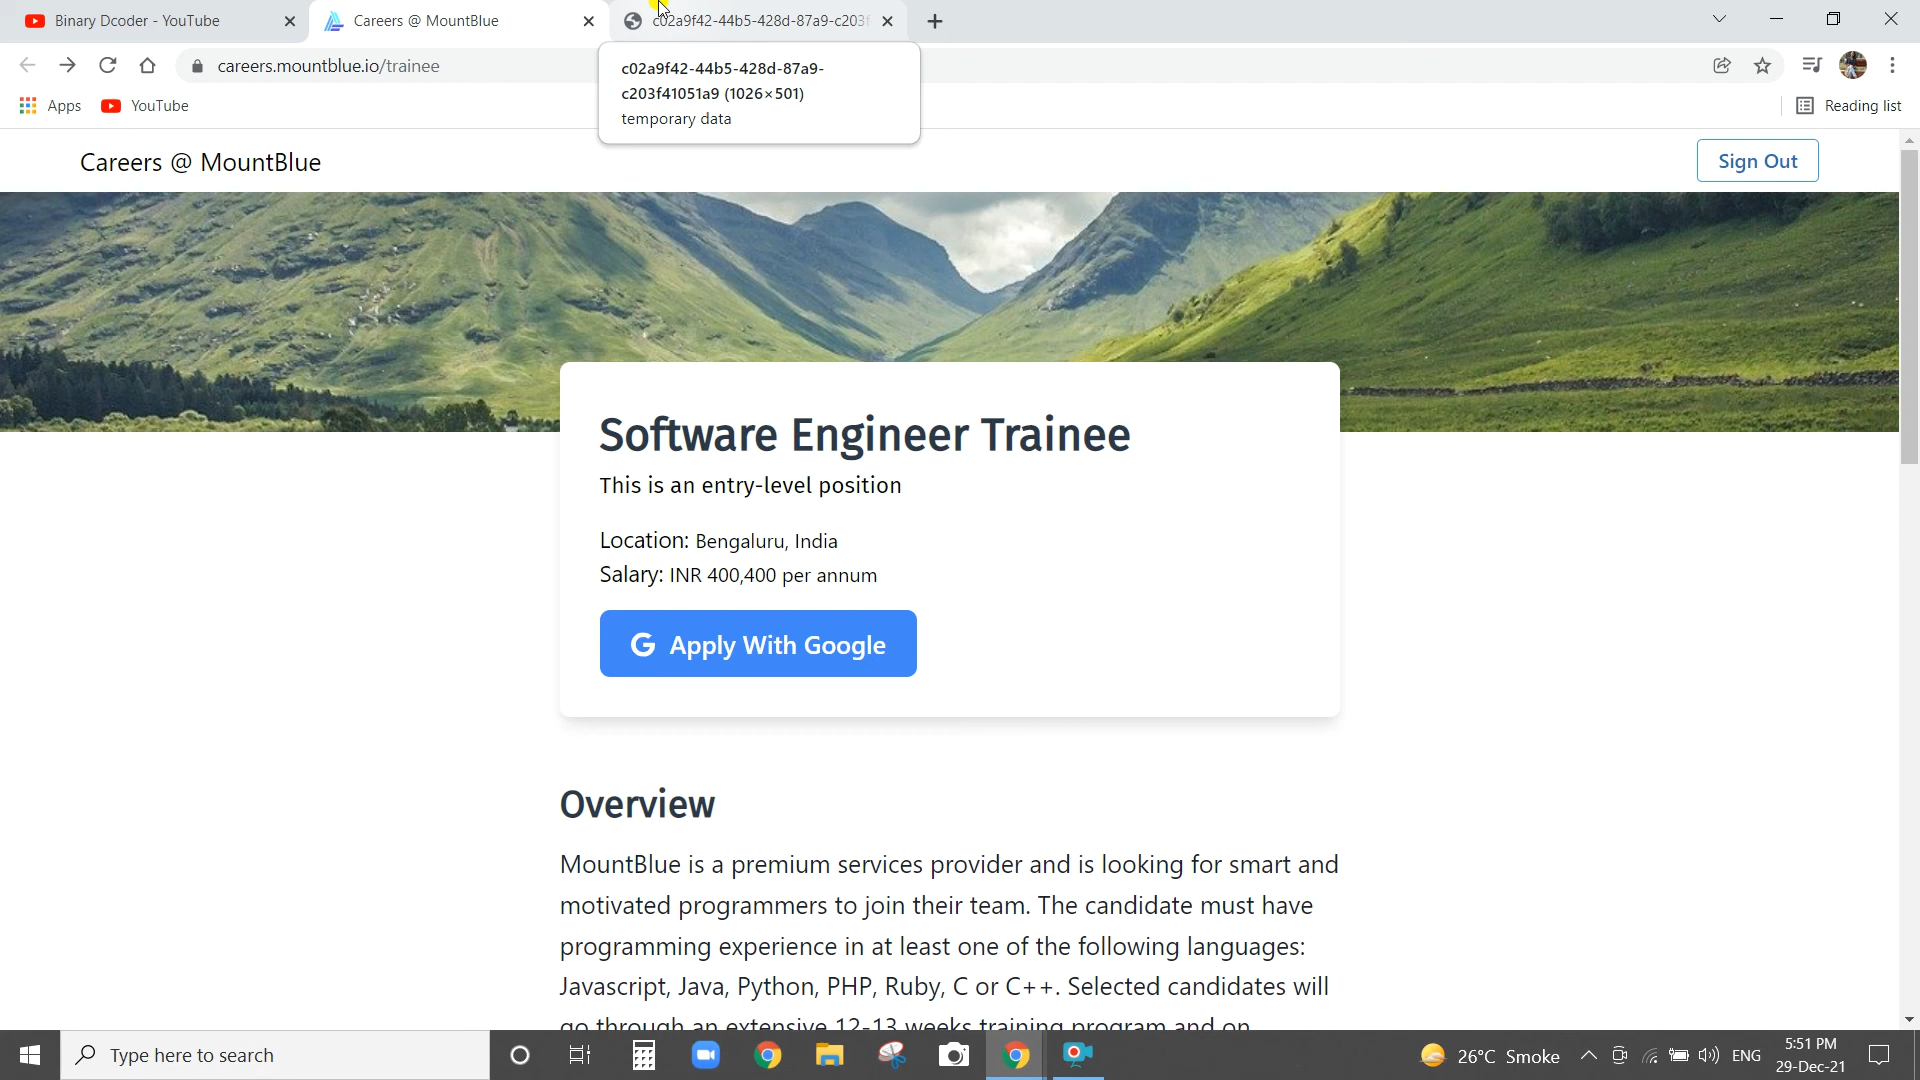 Binary Dcoder - YouTube
Careers @ MountBlue
c02a9f42-44b5-428d-87a9-c203f
careers.mountblue.io/trainee
c02a9f42-44b5-428d-87a9-
c203f41051a9 (1026×501)
temporary data
Apps
YouTube
Reading list
Careers @ MountBlue
Sign Out
Software Engineer Trainee
This is an entry-level position
Location: Bengaluru, India
Salary: INR 400,400 per annum
G Apply With Google
Overview
MountBlue is a premium services provider and is looking for smart and
motivated programmers to join their team. The candidate must have
programming experience in at least one of the following languages:
Javascript, Java, Python, PHP, Ruby, C or C++. Selected candidates will
go through an extensive 12-13 weeks training program and on
Type here to search
26°C Smoke
ENG
5:51 PM
29-Dec-21